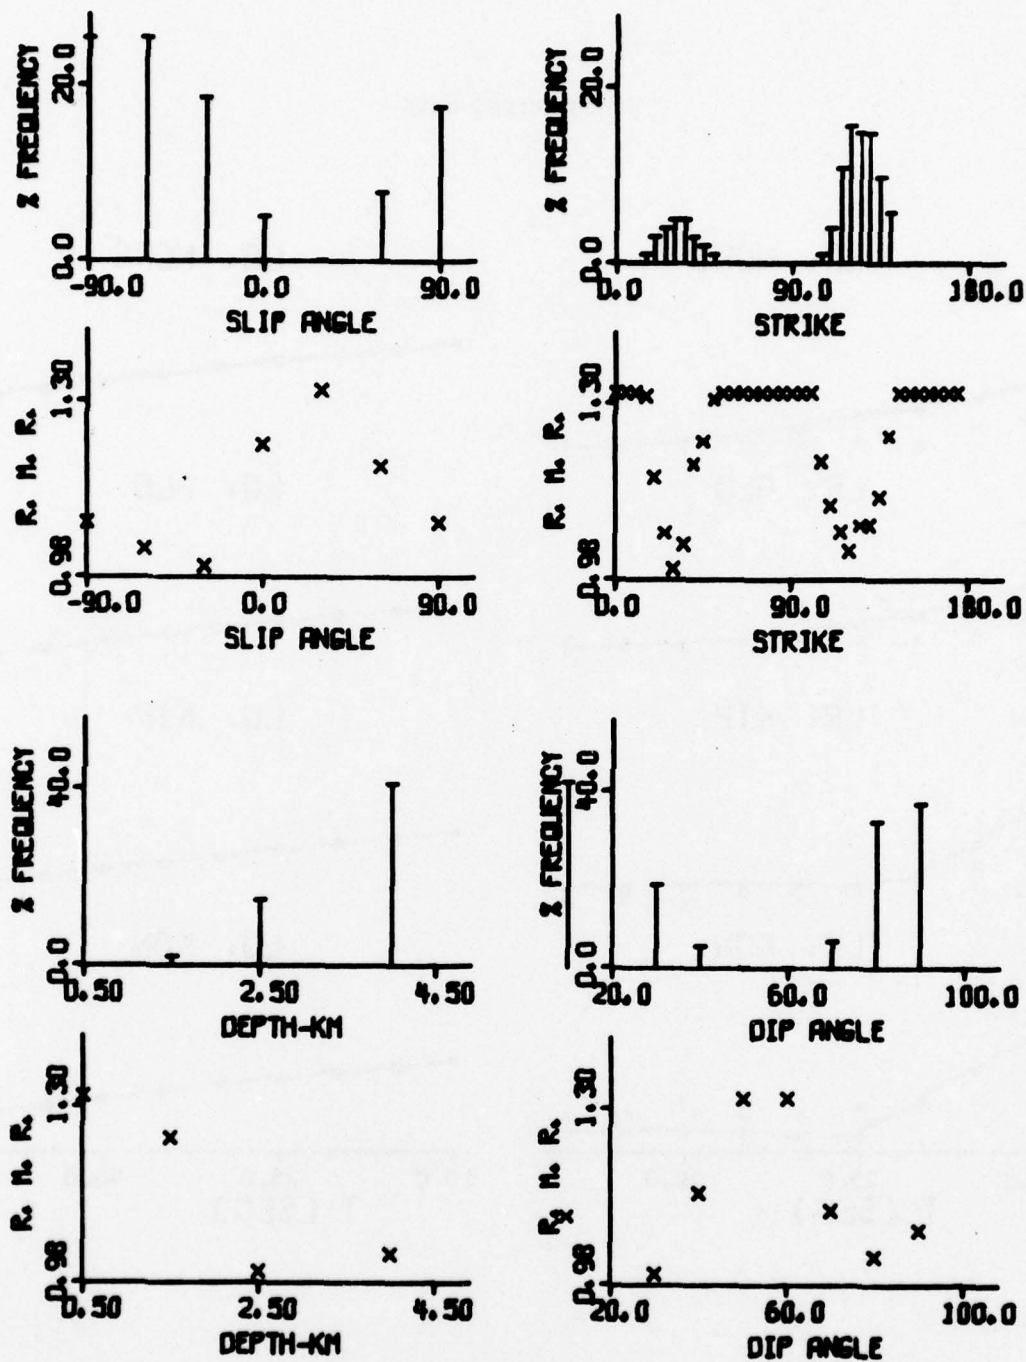 % FREQUENCY
20.0
0.0
-90.0 0.0 90.0
SLIP ANGLE
% FREQUENCY
20.0
0.0
0.0 90.0 180.0
STRIKE
R. M. R.
1.30
0.98
-90.0 0.0 90.0
SLIP ANGLE
R. M. R.
1.30
0.98
0.0 90.0 180.0
STRIKE
% FREQUENCY
40.0
0.0
0.50 2.50 4.50
DEPTH-KM
% FREQUENCY
40.0
0.0
20.0 60.0 100.0
DIP ANGLE
R. M. R.
1.30
0.98
0.50 2.50 4.50
DEPTH-KM
R. M. R.
1.30
0.98
20.0 60.0 100.0
DIP ANGLE